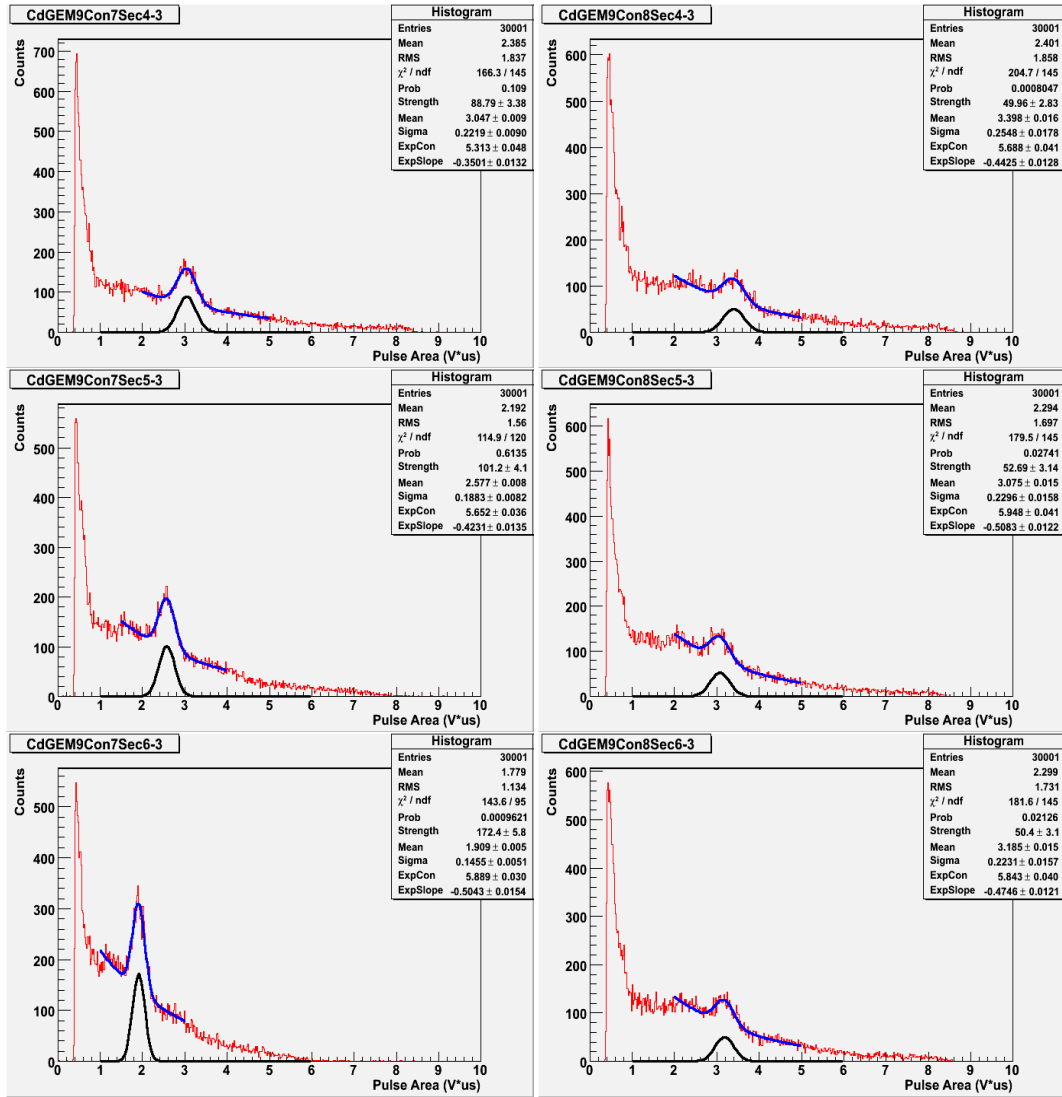 CdGEM9Con7Sec4-3
Histogram
Entries 30001
Mean 2.385
RMS 1.837
χ² / ndf 166.3 / 145
Prob 0.109
Strength 88.79 ± 3.38
Mean 3.047 ± 0.009
Sigma 0.2219 ± 0.0090
ExpCon 5.313 ± 0.048
ExpSlope -0.3501 ± 0.0132
Counts
700
600
500
400
300
200
100
0
0 1 2 3 4 5 6 7 8 9 10
Pulse Area (V*us)
CdGEM9Con8Sec4-3
Histogram
Entries 30001
Mean 2.401
RMS 1.858
χ² / ndf 204.7 / 145
Prob 0.0008047
Strength 49.96 ± 2.83
Mean 3.398 ± 0.016
Sigma 0.2548 ± 0.0178
ExpCon 5.688 ± 0.041
ExpSlope -0.4425 ± 0.0128
Counts
600
500
400
300
200
100
0
0 1 2 3 4 5 6 7 8 9 10
Pulse Area (V*us)
CdGEM9Con7Sec5-3
Histogram
Entries 30001
Mean 2.192
RMS 1.56
χ² / ndf 114.9 / 120
Prob 0.6135
Strength 101.2 ± 4.1
Mean 2.577 ± 0.008
Sigma 0.1883 ± 0.0082
ExpCon 5.652 ± 0.036
ExpSlope -0.4231 ± 0.0135
Counts
500
400
300
200
100
0
0 1 2 3 4 5 6 7 8 9 10
Pulse Area (V*us)
CdGEM9Con8Sec5-3
Histogram
Entries 30001
Mean 2.294
RMS 1.697
χ² / ndf 179.5 / 145
Prob 0.02741
Strength 52.69 ± 3.14
Mean 3.075 ± 0.015
Sigma 0.2296 ± 0.0158
ExpCon 5.948 ± 0.041
ExpSlope -0.5083 ± 0.0122
Counts
600
500
400
300
200
100
0
0 1 2 3 4 5 6 7 8 9 10
Pulse Area (V*us)
CdGEM9Con7Sec6-3
Histogram
Entries 30001
Mean 1.779
RMS 1.134
χ² / ndf 143.6 / 95
Prob 0.0009621
Strength 172.4 ± 5.8
Mean 1.909 ± 0.005
Sigma 0.1455 ± 0.0051
ExpCon 5.889 ± 0.030
ExpSlope -0.5043 ± 0.0154
Counts
500
400
300
200
100
0
0 1 2 3 4 5 6 7 8 9 10
Pulse Area (V*us)
CdGEM9Con8Sec6-3
Histogram
Entries 30001
Mean 2.299
RMS 1.731
χ² / ndf 181.6 / 145
Prob 0.02126
Strength 50.4 ± 3.1
Mean 3.185 ± 0.015
Sigma 0.2231 ± 0.0157
ExpCon 5.843 ± 0.040
ExpSlope -0.4746 ± 0.0121
Counts
600
500
400
300
200
100
0
0 1 2 3 4 5 6 7 8 9 10
Pulse Area (V*us)